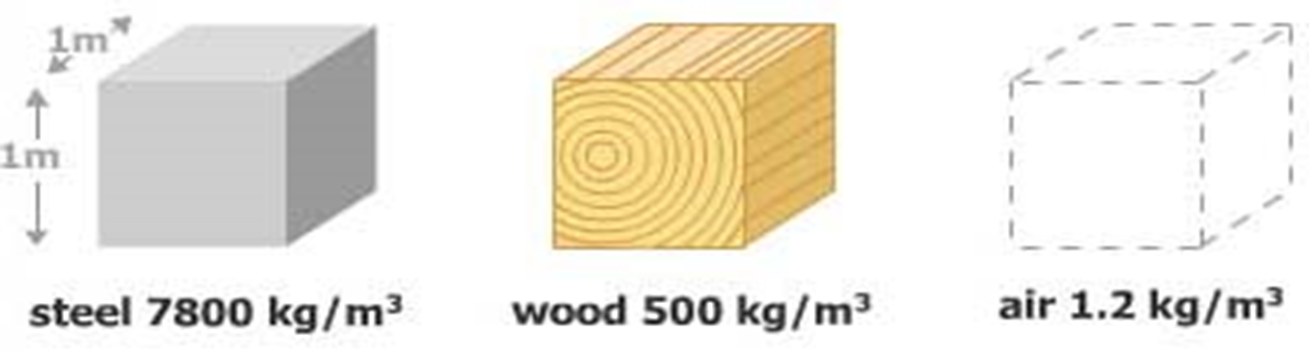 1m
1m
steel 7800 kg/m³
wood 500 kg/m³
air 1.2 kg/m³